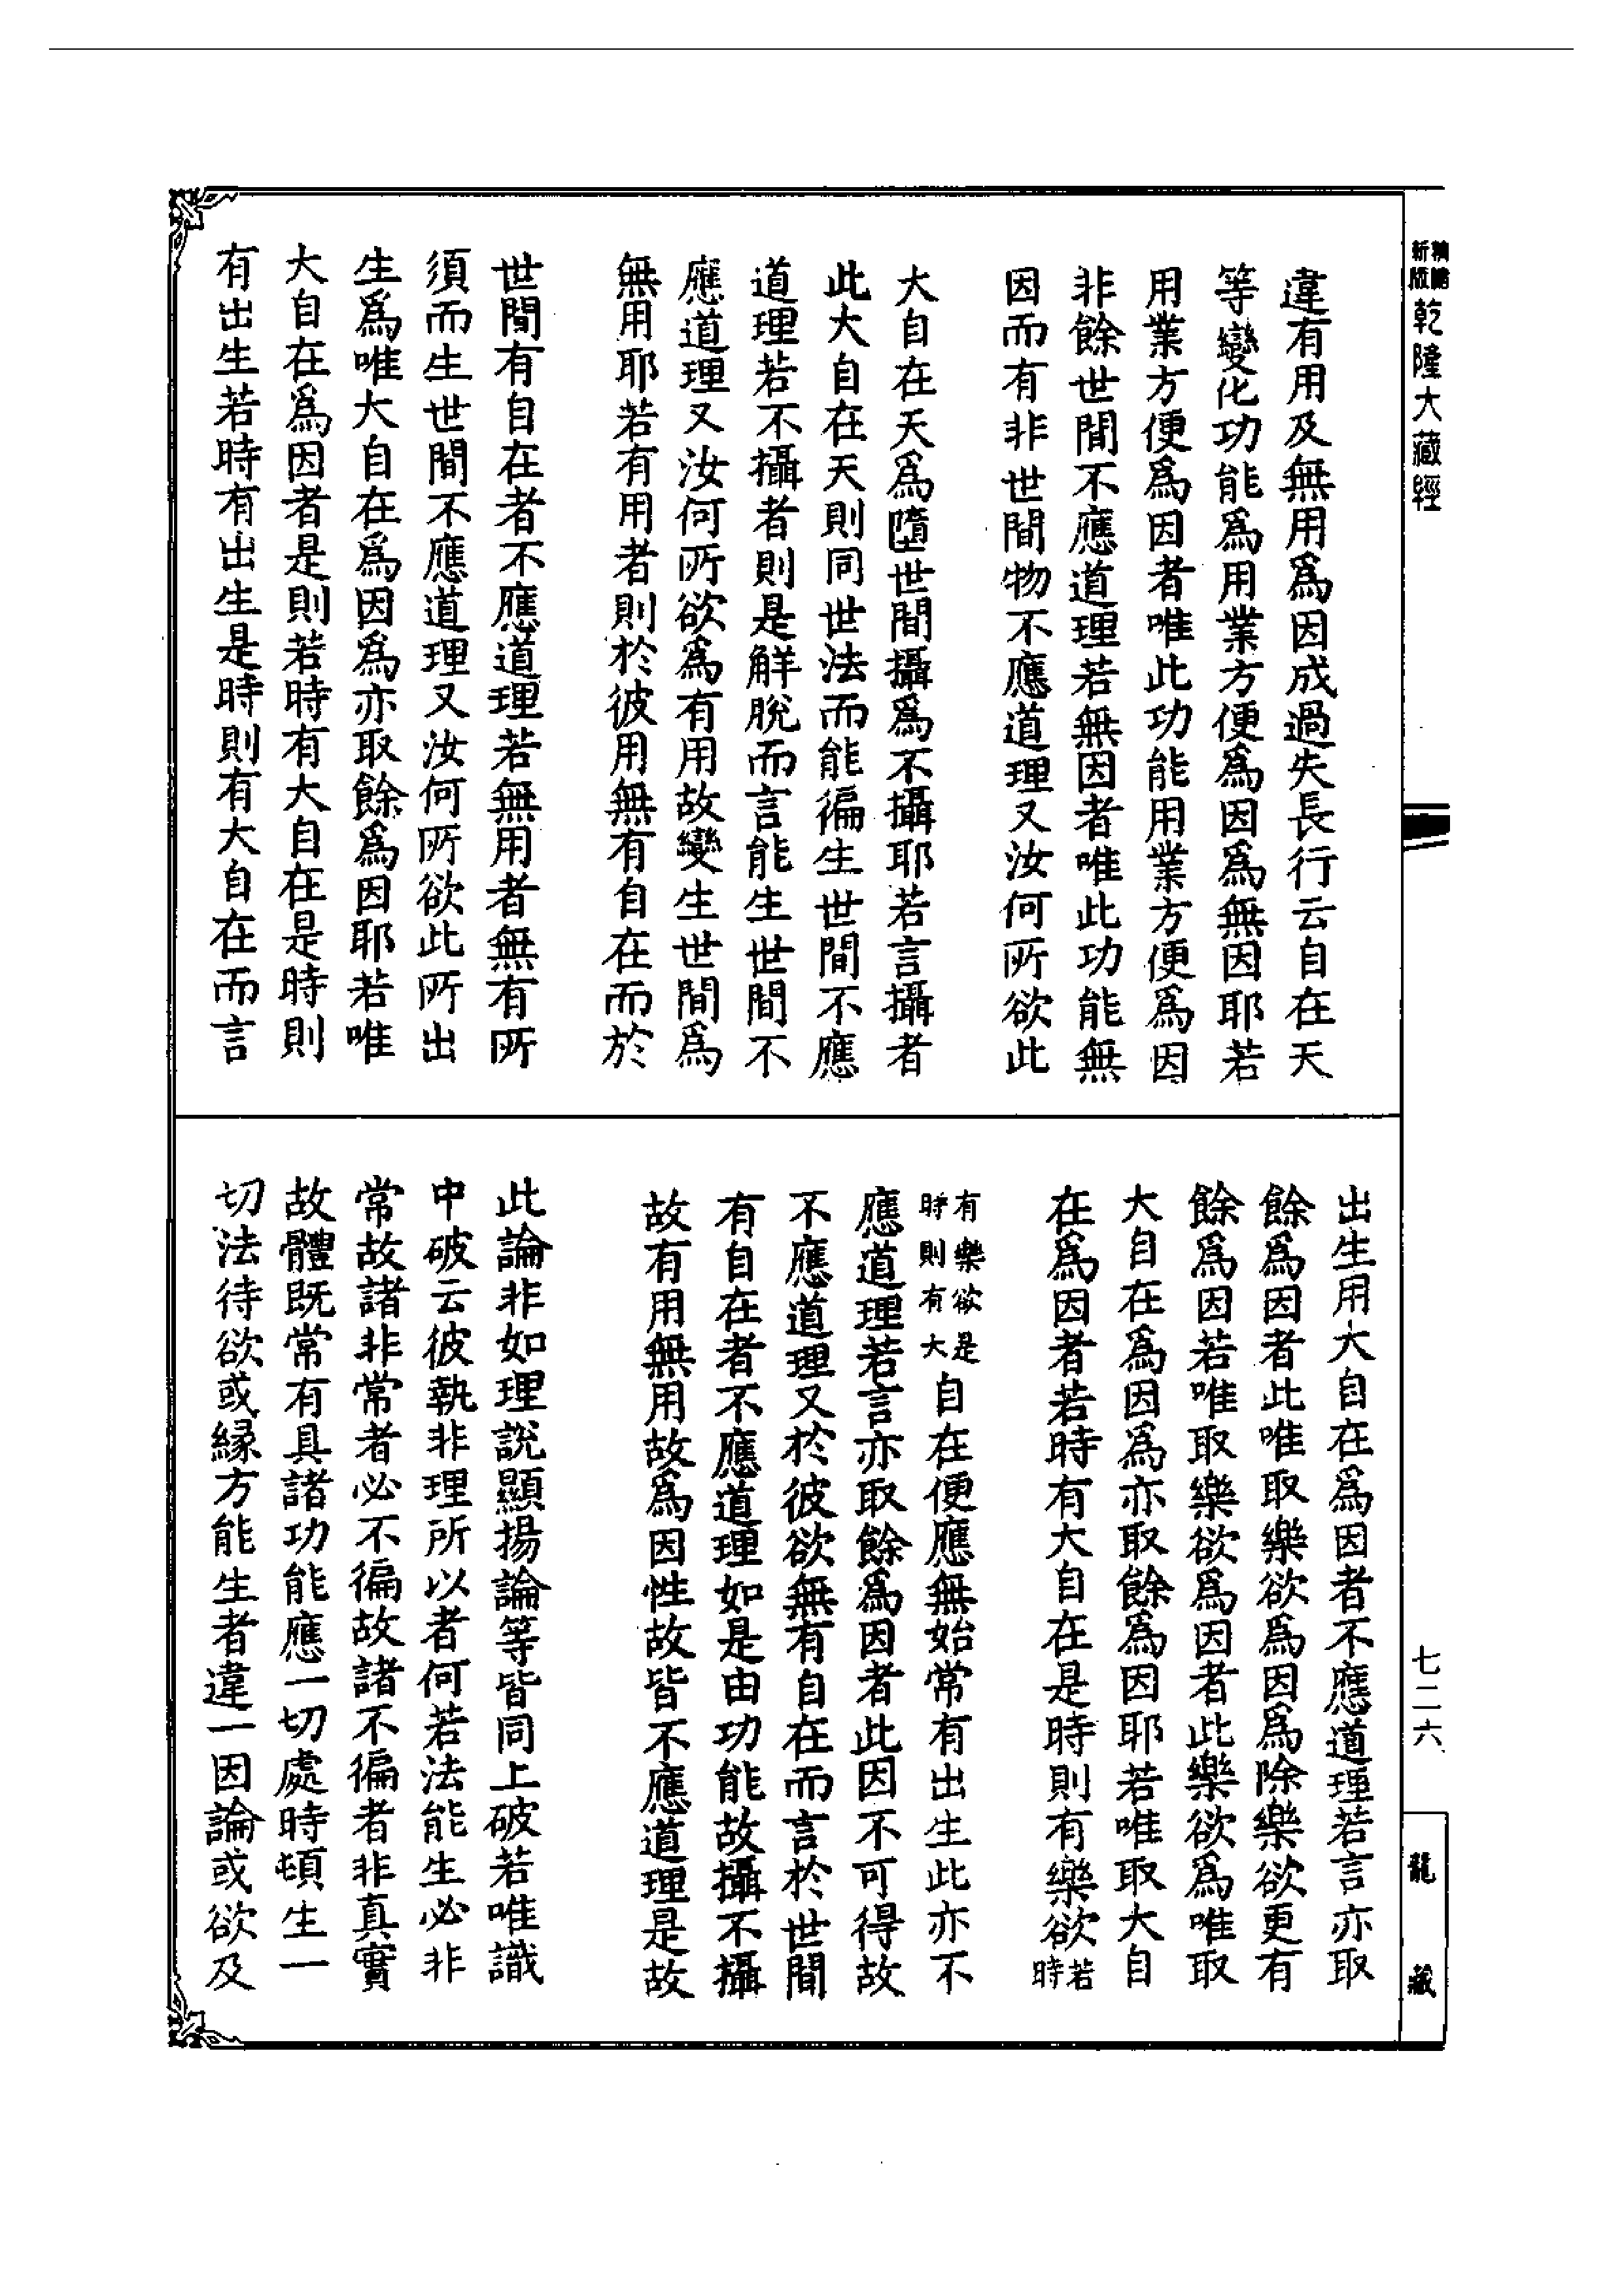 新版
精縮
乾隆大藏經
違有用及無用爲因成過失長行云自在天
等變化功能爲用業方便爲因爲無因耶若
用業方便爲因者唯此功能用業方便爲因
非餘世間不應道理若無因者唯此功能無
因而有非世間物不應道理又汝何所欲此
大自在天爲墮世間攝爲不攝耶若言攝者
此大自在天則同世法而能徧生世間不應
道理若不攝者則是解脫而言能生世間不
應道理又汝何所欲爲有用故變生世間爲
無用耶若有用者則於彼用無有自在而於
世間有自在者不應道理若無用者無有所
須而生世間不應道理又汝何所欲此所出
生爲唯大自在爲因爲亦取餘爲因耶若唯
大自在爲因者是則若時有大自在是時則
有出生若時有出生是時則有大自在而言
出生用大自在爲因者不應道理若言亦取
餘爲因者此唯取樂欲爲因爲除樂欲更有
餘爲因若唯取樂欲爲因者此樂欲爲唯取
大自在爲因爲亦取餘爲因耶若唯取大自
在爲因者若時有大自在是時則有樂欲若時
有樂欲是時則有大自在便應無始常有出生此亦不
應道理若言亦取餘爲因者此因不可得故
不應道理又於彼欲無有自在而言於世間
有自在者不應道理如是由功能故攝不攝
故有用無用故爲因性故皆不應道理是故
此論非如理說顯揚論等皆同上破若唯識
中破云彼執非理所以者何若法能生必非
常故諸非常者必不徧故諸不徧者非真實
故體既常有具諸功能應一切處時頓生一
切法待欲或緣方能生者違一因論或欲及
七二六
龍藏